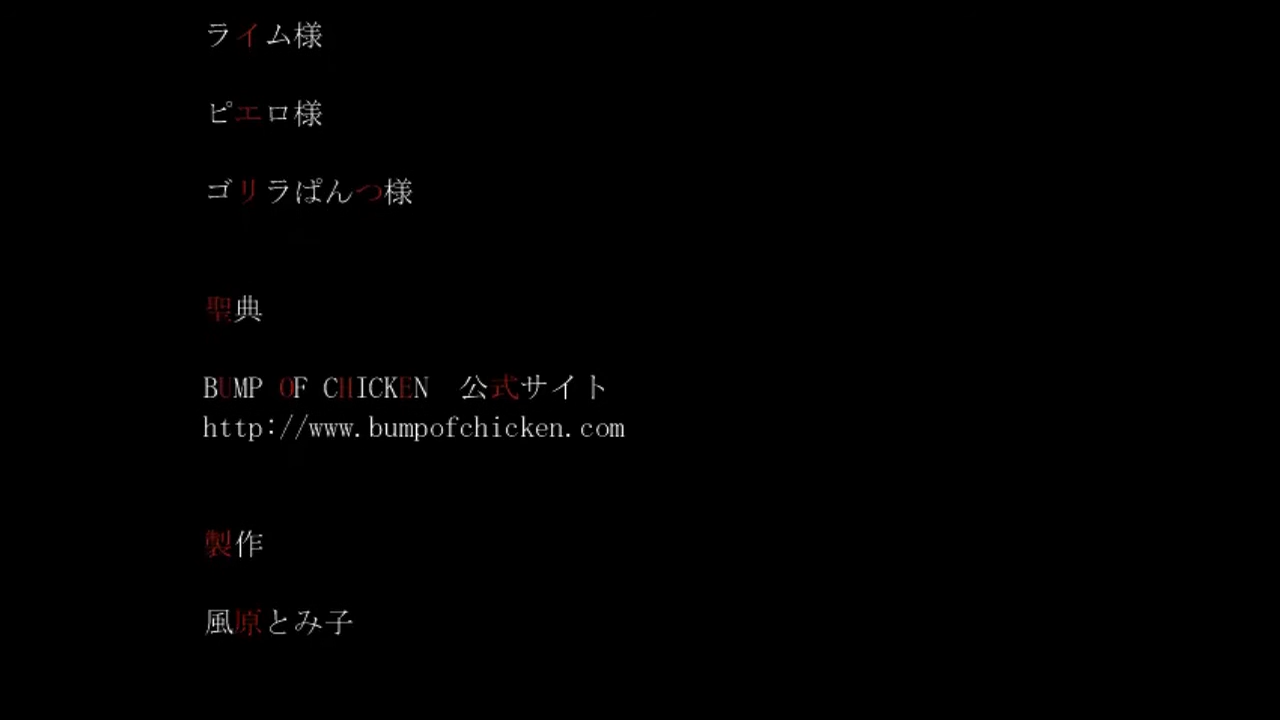 ライム様
ピエロ様
ゴリラぱんつ様
聖典
BUMP OF CHICKEN　公式サイト
http://www.bumpofchicken.com
製作
風原とみ子